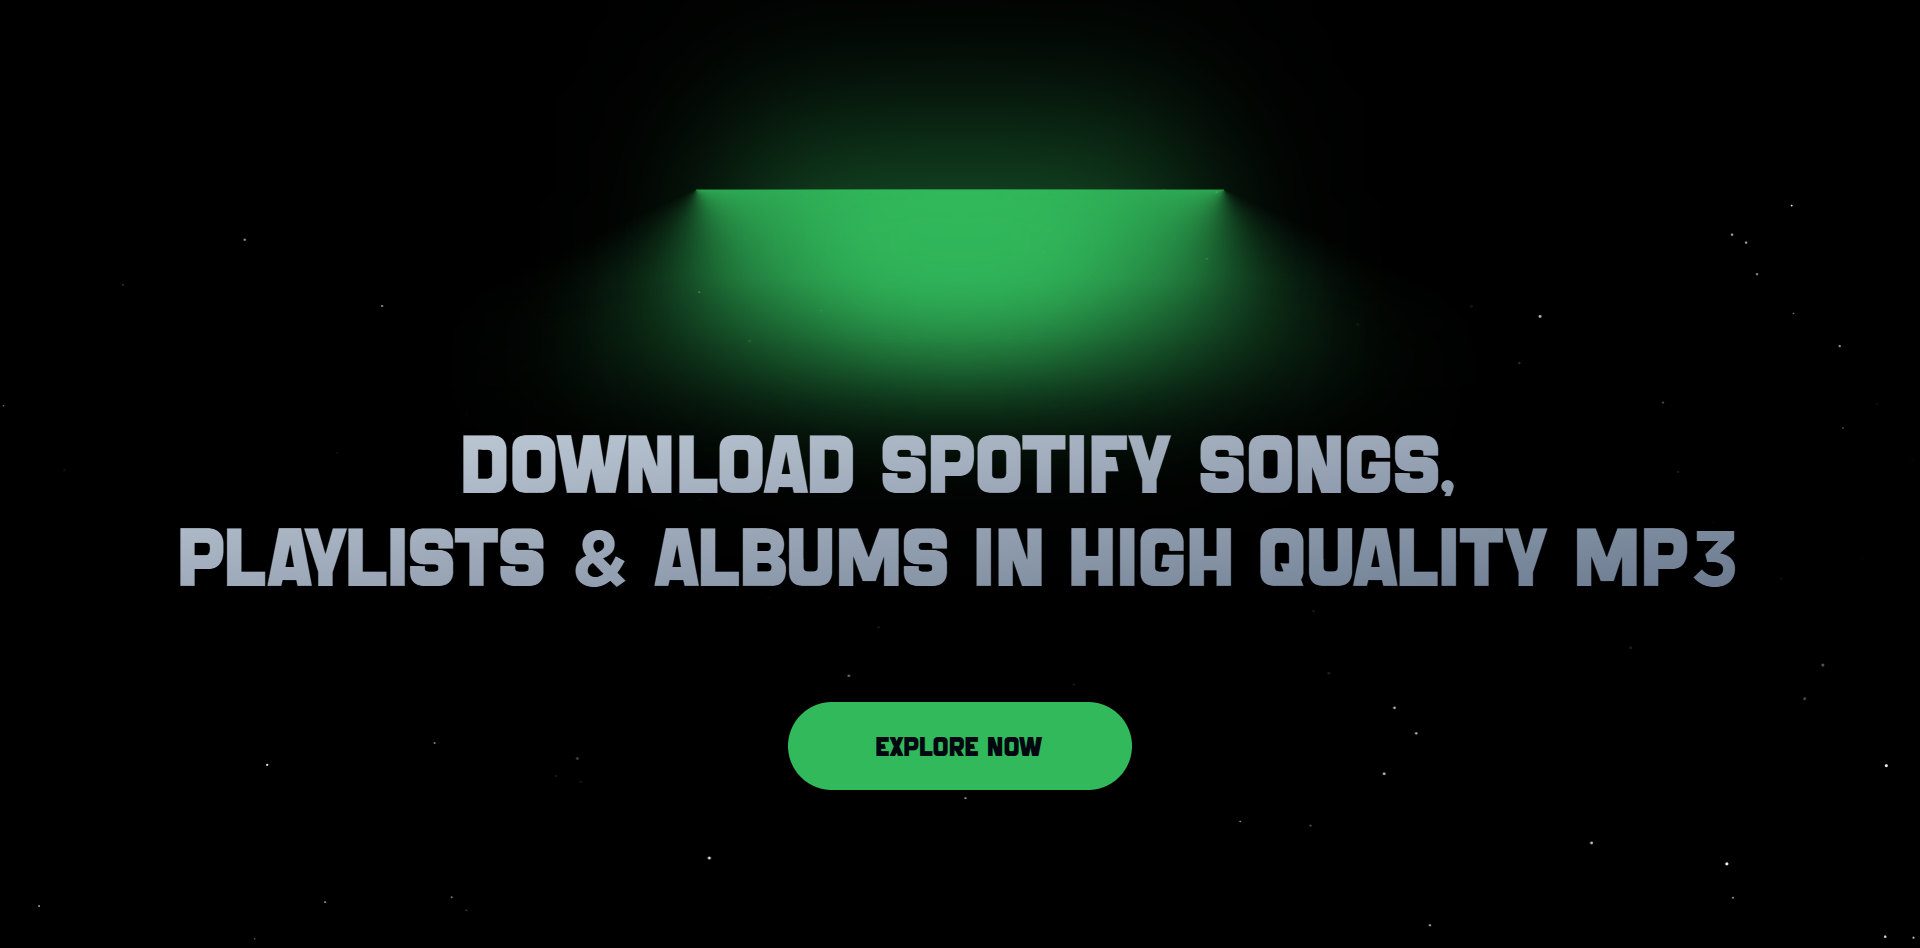 DOWNLOAD SPOTIFY SONGS,
PLAYLISTS & ALBUMS IN HIGH QUALITY MP3
EXPLORE NOW